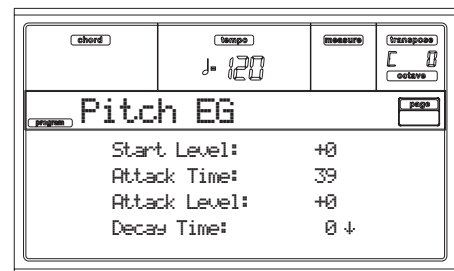 chord tempo measure transpose
♩= 120 C 0
octave
Pitch EG page
program
Start Level: +0
Attack Time: 39
Attack Level: +0
Decay Time: 0 ↓